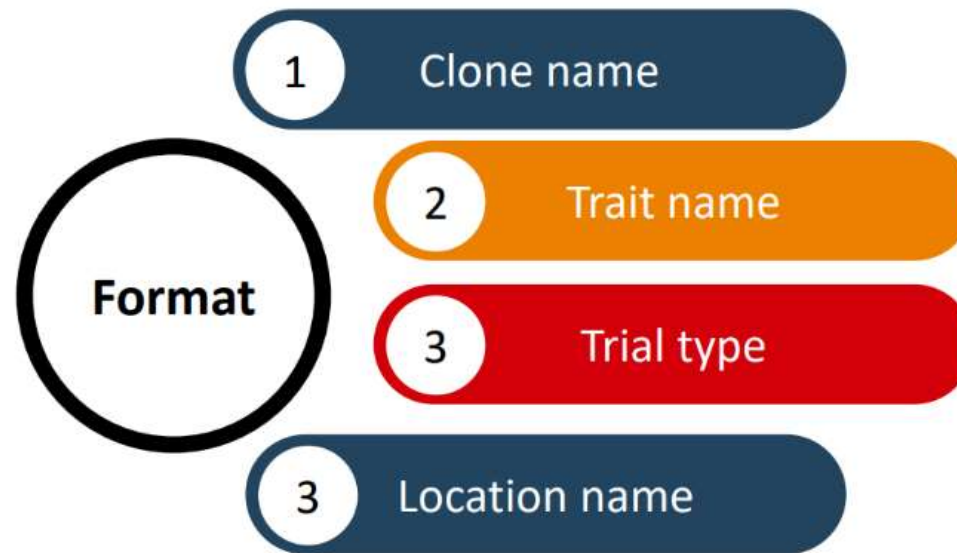 1 Clone name
2 Trait name
Format
3 Trial type
3 Location name